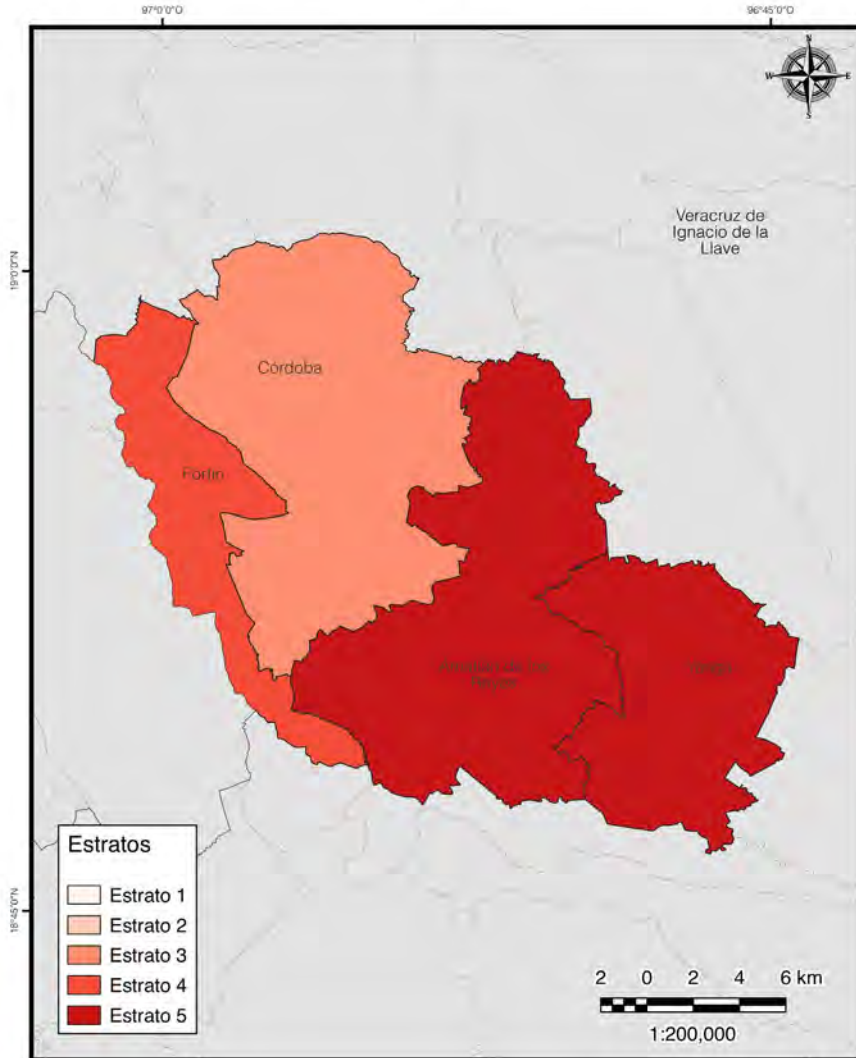 97°0'0"O
96°45'0"O
N
W
E
S
Veracruz de
Ignacio de la
Llave
19°0'0"N
Córdoba
Fortín
18°45'0"N
Estratos
Estrato 1
Estrato 2
Estrato 3
Estrato 4
Estrato 5
2 0 2 4 6 km
1:200,000